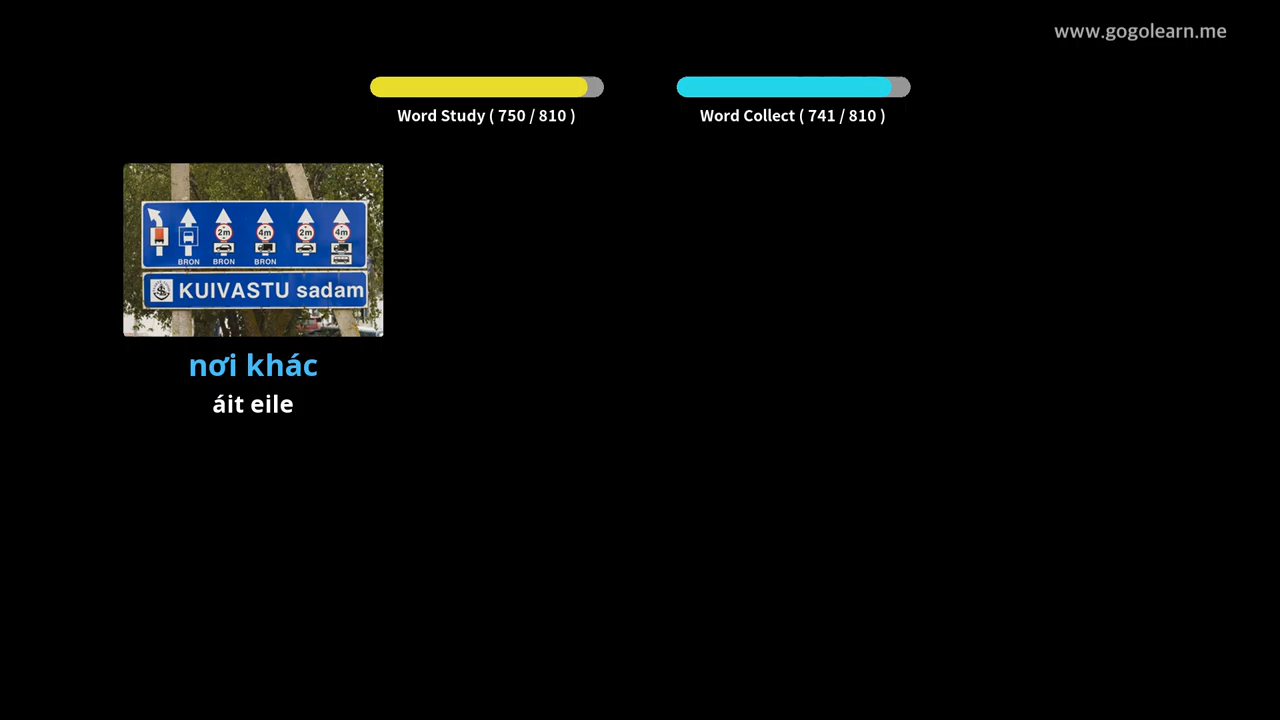 www.gogolearn.me
Word Study ( 750 / 810 )
Word Collect ( 741 / 810 )
2m 4m 2m 4m
BRON BRON BRON
KUIVASTU sadam
nơi khác
áit eile